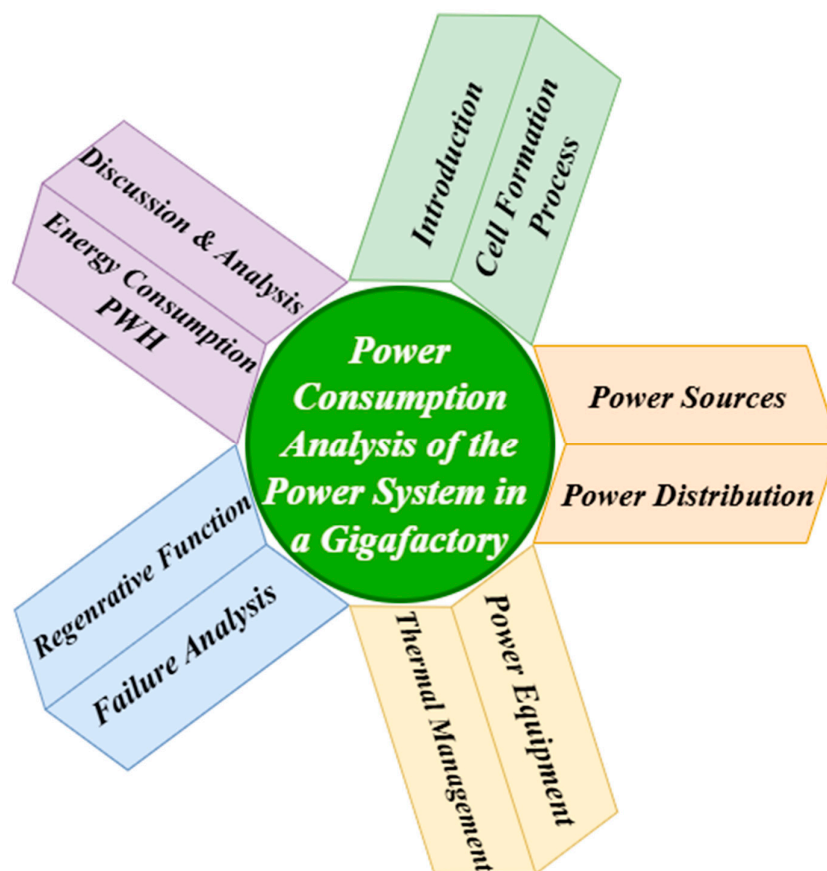 Introduction
Cell Formation
Process
Discussion & Analysis
Energy Consumption
PWH
Power
Consumption
Analysis of the
Power System in
a Gigafactory
Power Sources
Power Distribution
Regenrative Function
Failure Analysis
Thermal Management
Power Equipment